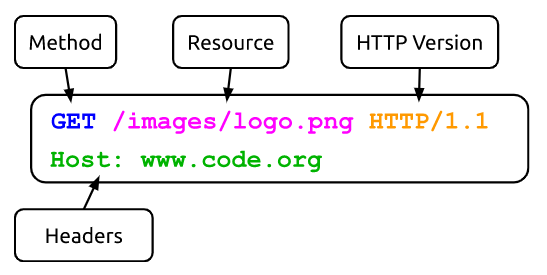 Method
Resource
HTTP Version
GET /images/logo.png HTTP/1.1
Host: www.code.org
Headers